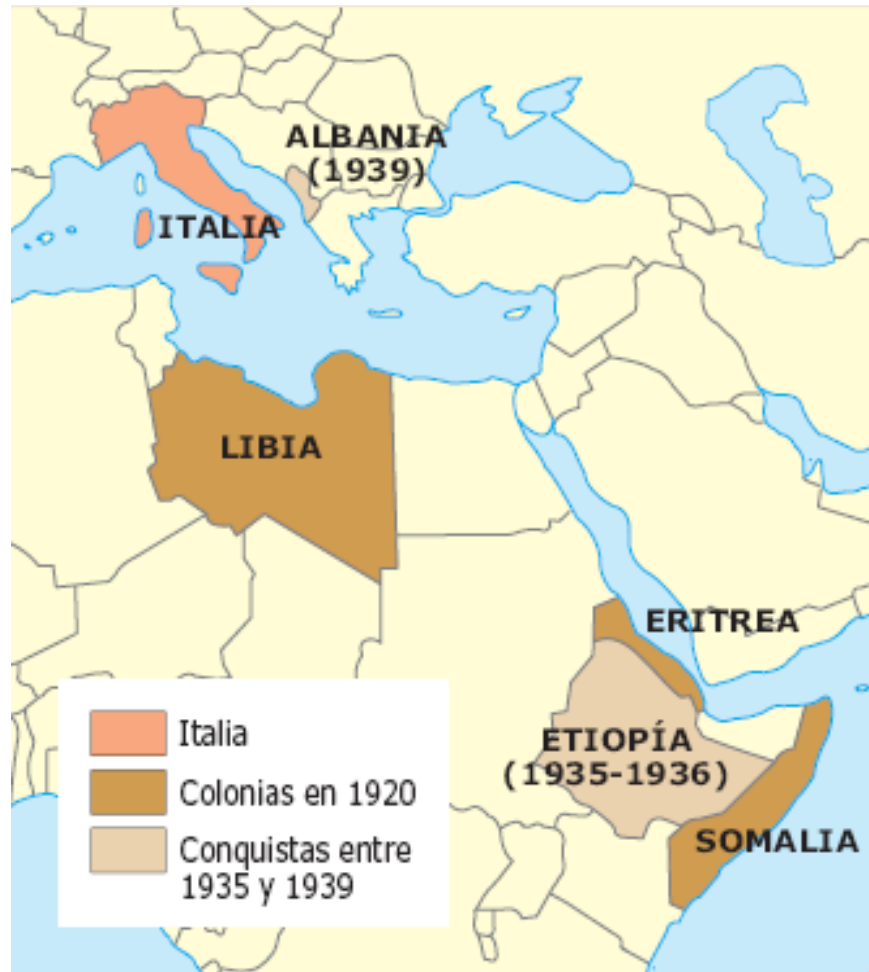 ALBANIA
(1939)
ITALIA
LIBIA
ERITREA
ETIOPÍA
(1935-1936)
SOMALIA
Italia
Colonias en 1920
Conquistas entre
1935 y 1939